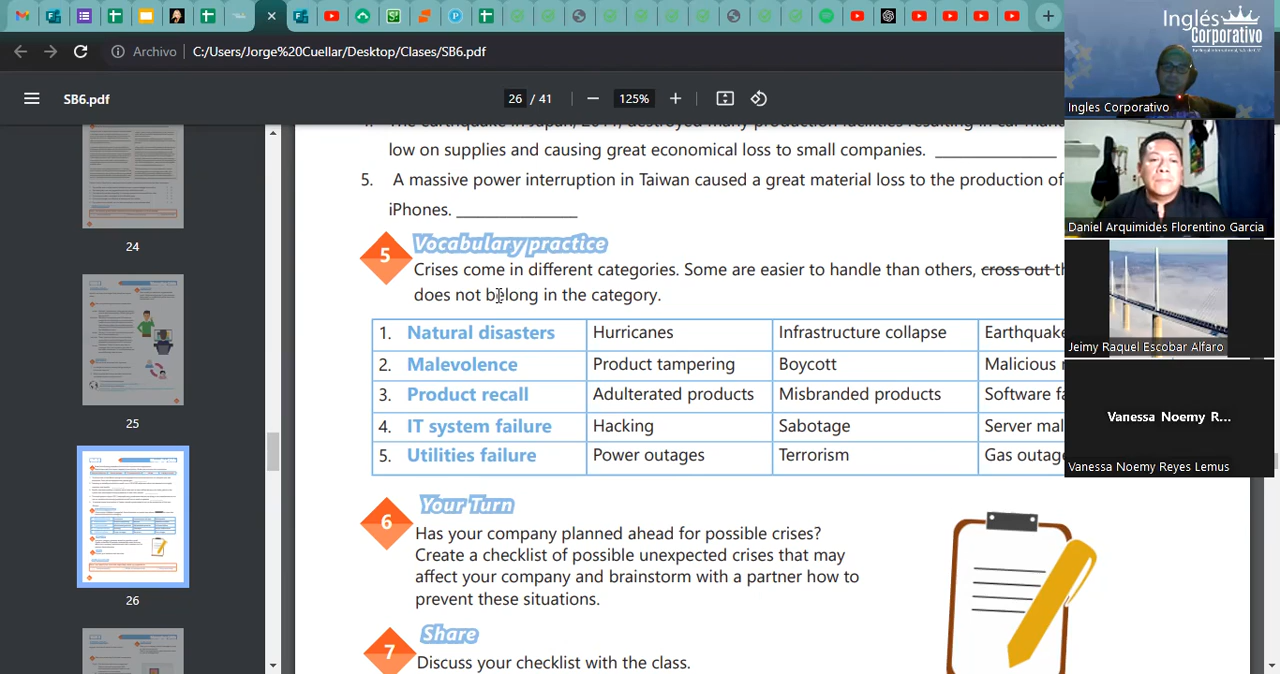 Archivo C:/Users/Jorge%20Cuellar/Desktop/Clases/SB6.pdf
SB6.pdf
26 / 41
125%
24
25
26
low on supplies and causing great economical loss to small companies.
5. A massive power interruption in Taiwan caused a great material loss to the production of
iPhones.
5 Vocabulary practice
Crises come in different categories. Some are easier to handle than others, cross out
does not belong in the category.
1. Natural disasters Hurricanes Infrastructure collapse Earthquake
2. Malevolence Product tampering Boycott Malicious
3. Product recall Adulterated products Misbranded products Software
4. IT system failure Hacking Sabotage Server
5. Utilities failure Power outages Terrorism Gas
6 Your Turn
Has your company planned ahead for possible crises?
Create a checklist of possible unexpected crises that may
affect your company and brainstorm with a partner how to
prevent these situations.
7 Share
Discuss your checklist with the class.
Inglés
Corporativo
Ingles Corporativo
Daniel Arquimides Florentino Garcia
Jeimy Raquel Escobar Alfaro
Vanessa Noemy R...
Vanessa Noemy Reyes Lemus